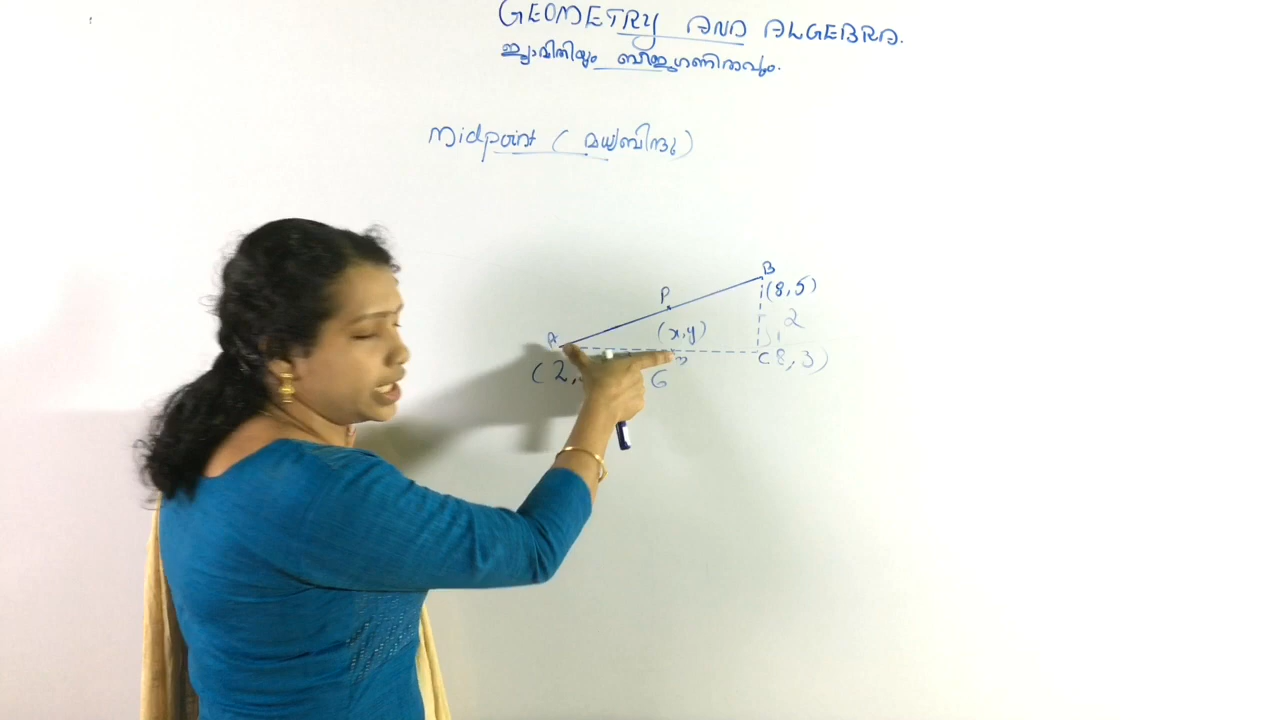 GEOMETRY AND ALGEBRA.
ജ്യാമിതിയും ബീജഗണിതവും.
Midpoint ( മധ്യബിന്ദു )
B
P (8,5)
A (x,y) 2
(2, 6 C(8,3)